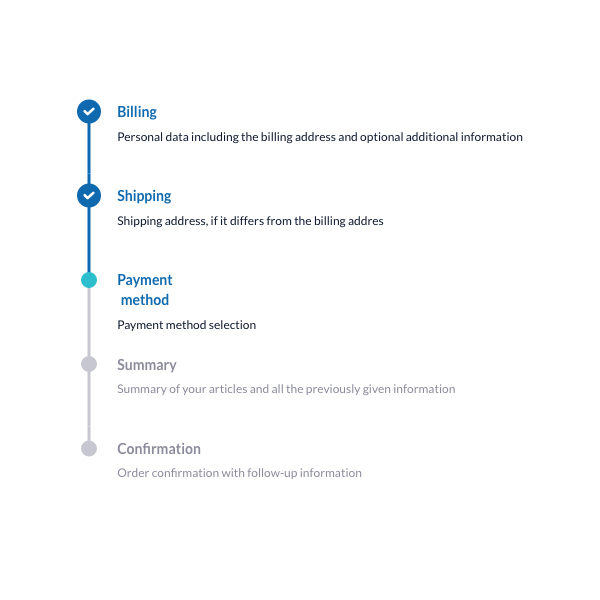 Billing
Personal data including the billing address and optional additional information
Shipping
Shipping address, if it differs from the billing addres
Payment
method
Payment method selection
Summary
Summary of your articles and all the previously given information
Confirmation
Order confirmation with follow-up information